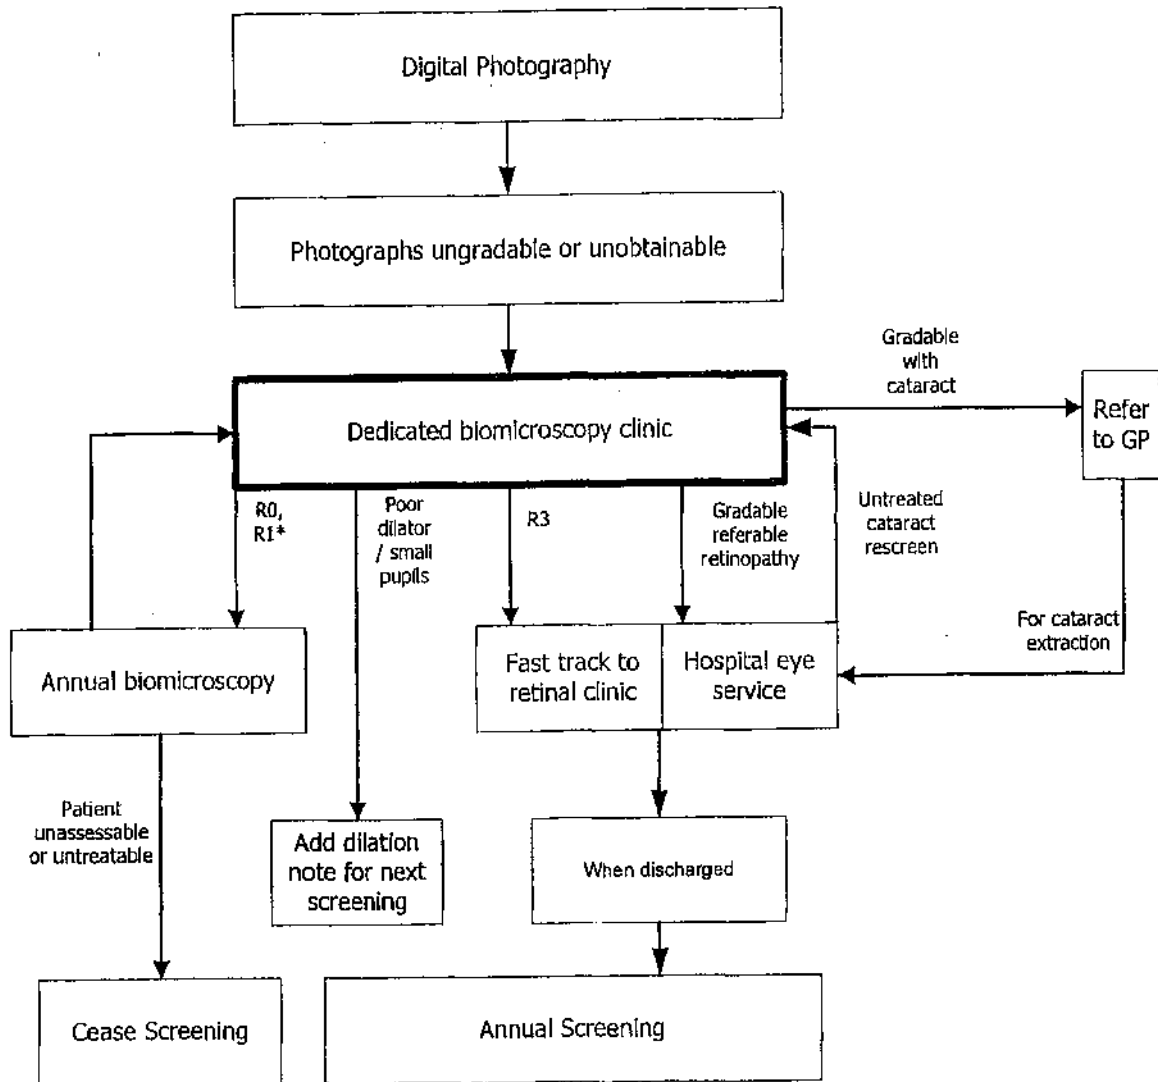 Digital Photography
Photographs ungradable or unobtainable
Gradable
with
cataract
Dedicated biomicroscopy clinic
Refer
to GP
R0,
R1*
Poor
dilator
/ small
pupils
R3
Gradable
referable
retinopathy
Untreated
cataract
rescreen
For cataract
extraction
Annual biomicroscopy
Fast track to
retinal clinic
Hospital eye
service
Patient
unassessable
or untreatable
Add dilation
note for next
screening
When discharged
Cease Screening
Annual Screening